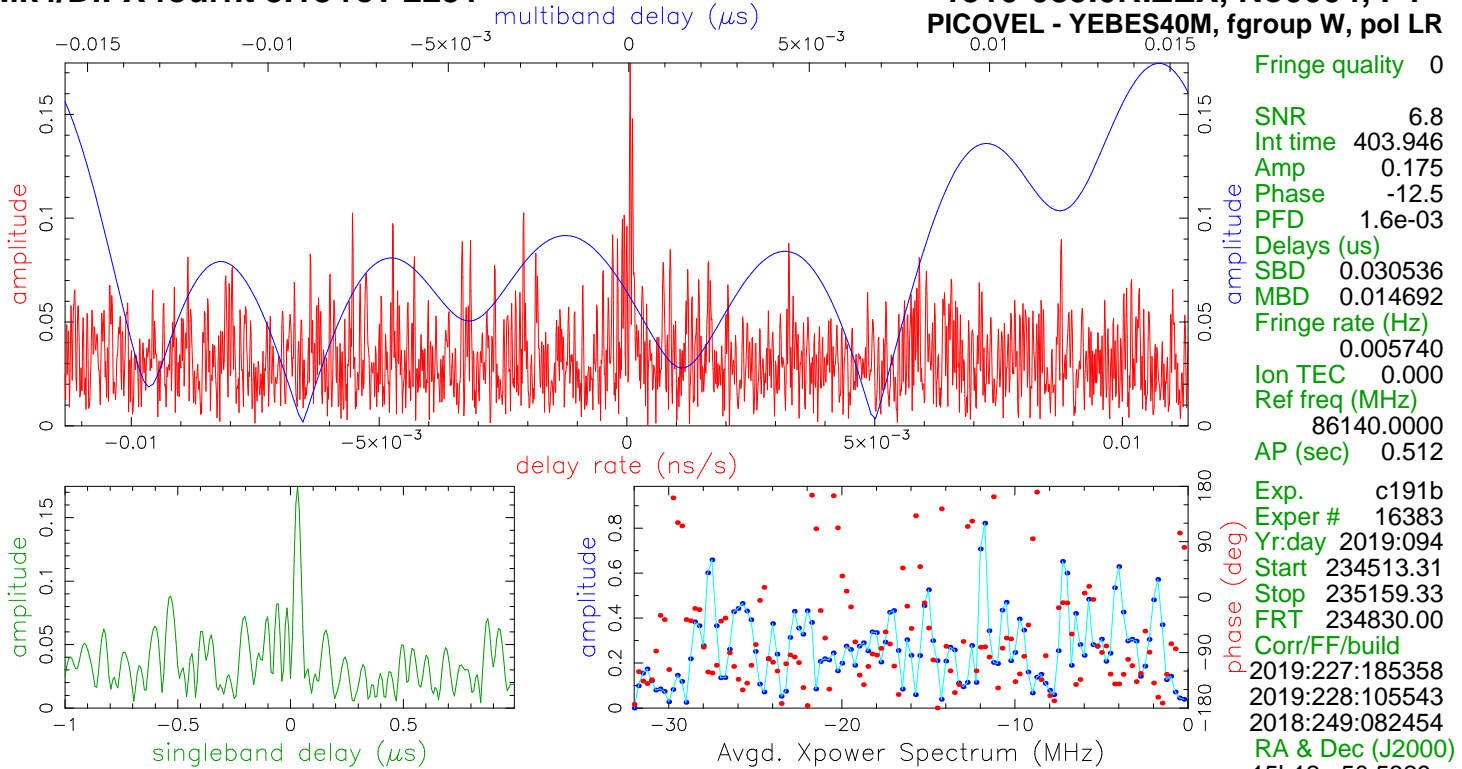 multiband delay (μs)
PICOVEL - YEBES40M, fgroup W, pol LR
−0.015 −0.01 −5×10⁻³ 0 5×10⁻³ 0.01 0.015
Fringe quality 0
SNR 6.8
Int time 403.946
Amp 0.175
Phase -12.5
PFD 1.6e-03
Delays (us)
SBD 0.030536
MBD 0.014692
Fringe rate (Hz)
0.005740
Ion TEC 0.000
Ref freq (MHz)
86140.0000
AP (sec) 0.512
Exp. c191b
Exper # 16383
Yr:day 2019:094
Start 234513.31
Stop 235159.33
FRT 234830.00
Corr/FF/build
2019:227:185358
2019:228:105543
2018:249:082454
RA & Dec (J2000)
amplitude
0 0.05 0.1 0.15
amplitude
0 0.05 0.1 0.15
−0.01 −5×10⁻³ 0 5×10⁻³ 0.01
delay rate (ns/s)
amplitude
0 0.05 0.1 0.15
−1 −0.5 0 0.5
singleband delay (μs)
amplitude
0 0.2 0.4 0.6 0.8
phase (deg)
−180 −90 0 90 180
−30 −20 −10 0
Avgd. Xpower Spectrum (MHz)